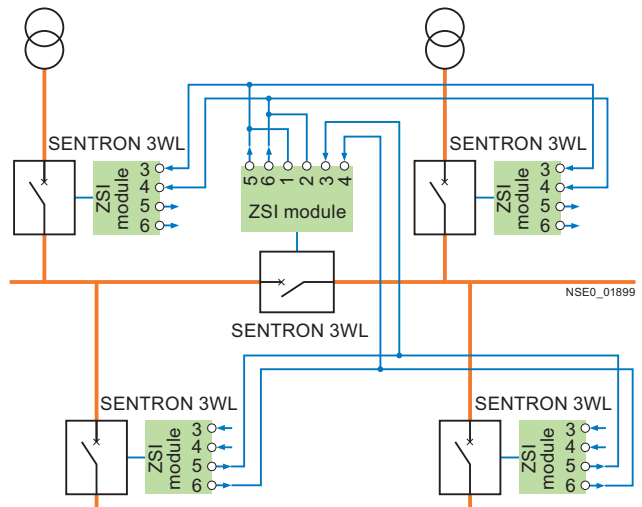 SENTRON 3WL
3
4
5
6
ZSI
module
5 6 1 2 3 4
ZSI module
SENTRON 3WL
3
4
5
6
ZSI
module
NSE0_01899
SENTRON 3WL
SENTRON 3WL
3
4
5
6
ZSI
module
SENTRON 3WL
3
4
5
6
ZSI
module